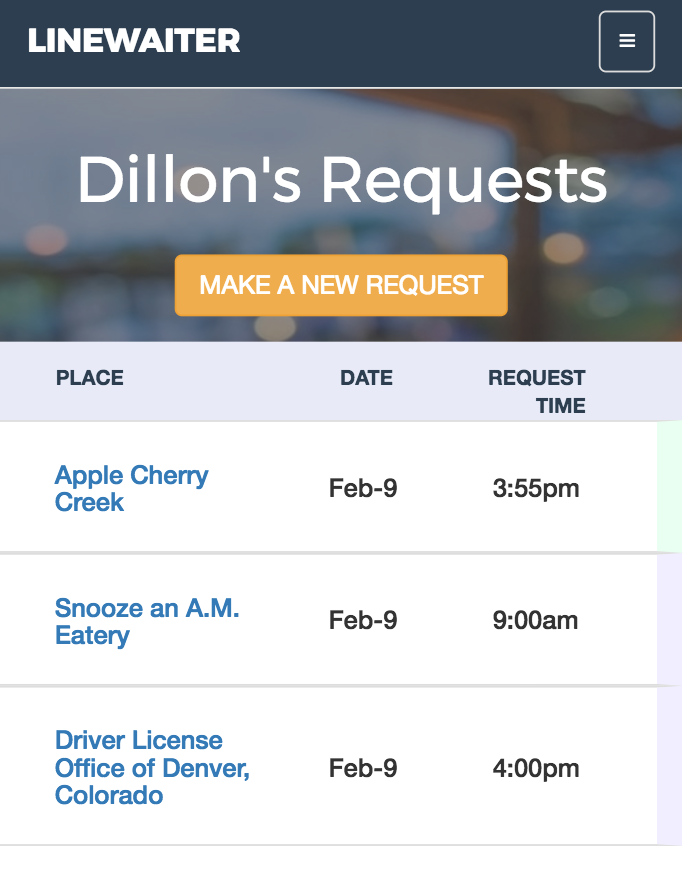 LINEWAITER
Dillon's Requests
MAKE A NEW REQUEST
PLACE DATE REQUEST
TIME
Apple Cherry
Creek
Feb-9 3:55pm
Snooze an A.M.
Eatery
Feb-9 9:00am
Driver License
Office of Denver,
Colorado
Feb-9 4:00pm